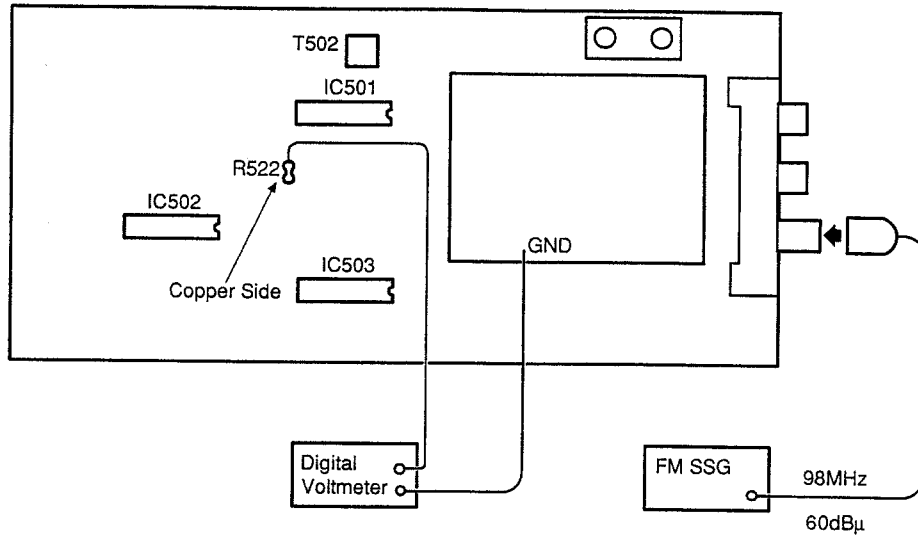 T502
IC501
R522
IC502
GND
IC503
Copper Side
Digital
Voltmeter
FM SSG
98MHz
60dBµ